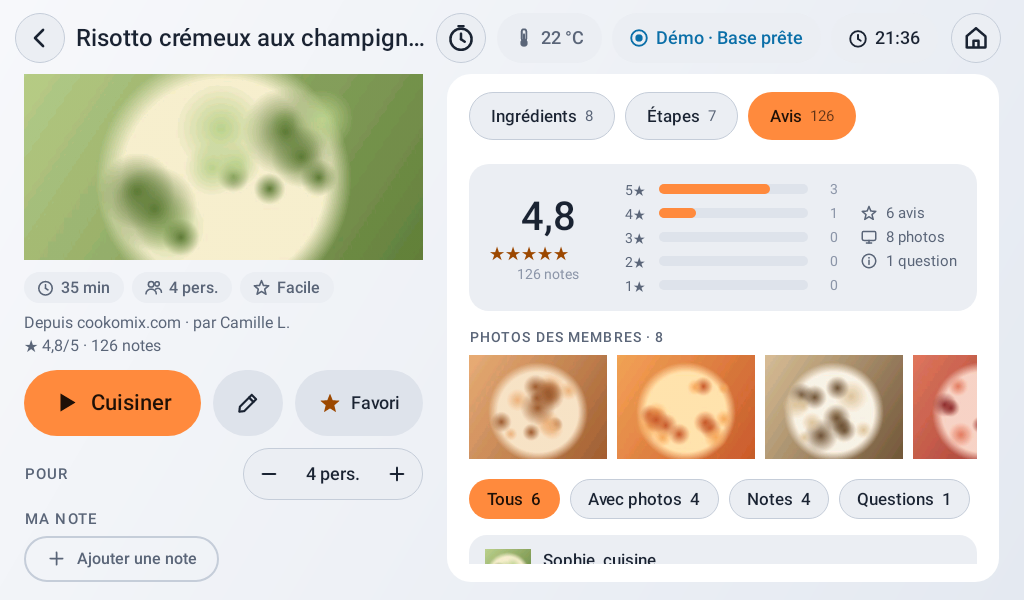 Risotto crémeux aux champign…
22 °C
Démo · Base prête
21:36
35 min
4 pers.
Facile
Depuis cookomix.com · par Camille L.
★ 4,8/5 · 126 notes
Cuisiner
Favori
POUR
− 4 pers. +
MA NOTE
+ Ajouter une note
Ingrédients 8
Étapes 7
Avis 126
4,8
★★★★★
126 notes
5★ 3
4★ 1
3★ 0
2★ 0
1★ 0
6 avis
8 photos
1 question
PHOTOS DES MEMBRES · 8
Tous 6
Avec photos 4
Notes 4
Questions 1
Sophie_cuisine